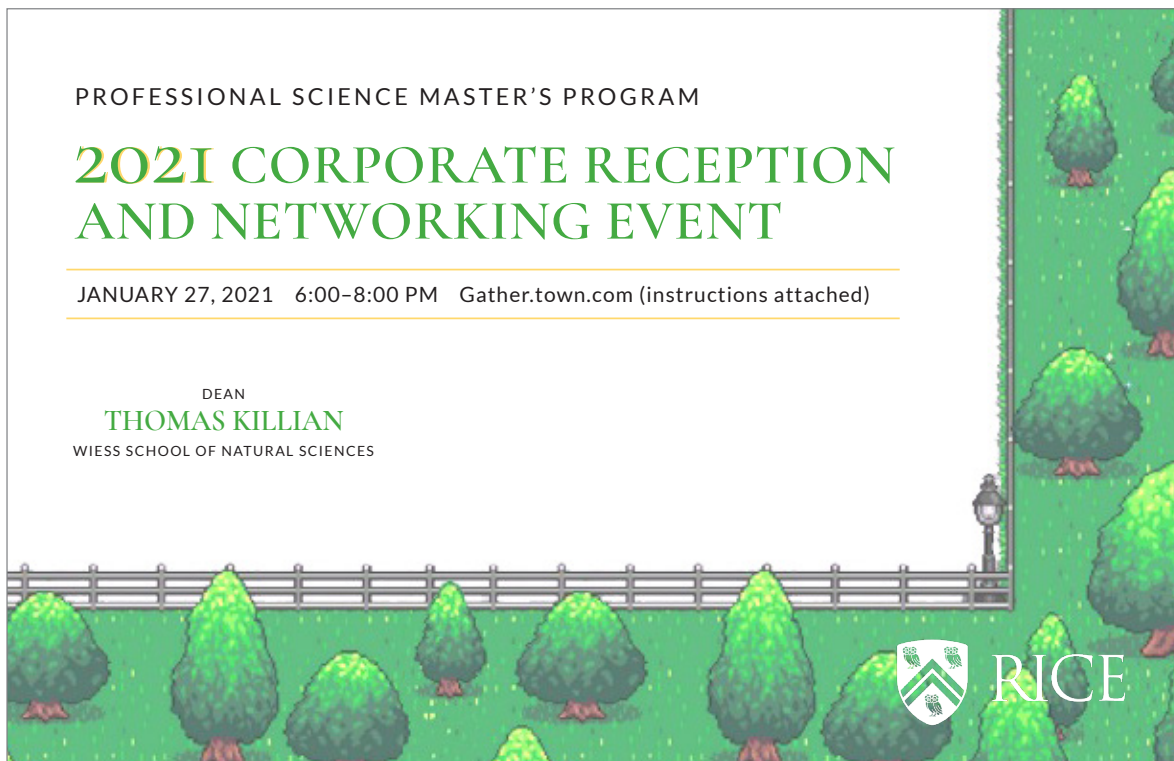 PROFESSIONAL SCIENCE MASTER’S PROGRAM
2021 CORPORATE RECEPTION
AND NETWORKING EVENT
JANUARY 27, 2021 6:00–8:00 PM Gather.town.com (instructions attached)
DEAN
THOMAS KILLIAN
WIESS SCHOOL OF NATURAL SCIENCES
RICE